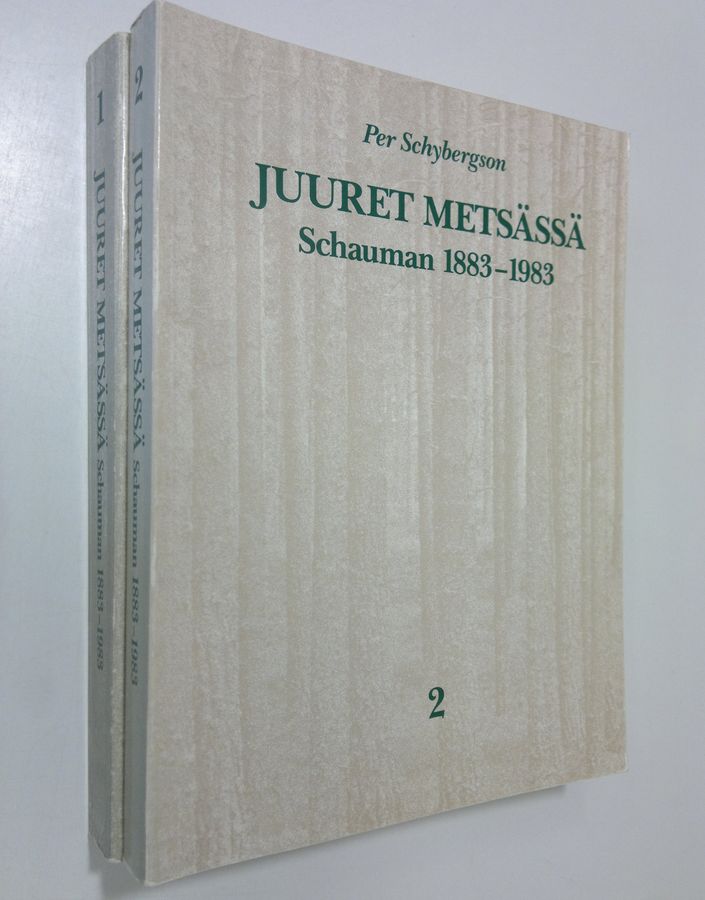 1
JUURET METSÄSSÄ Schauman 1883–1983
2
JUURET METSÄSSÄ Schauman 1883–1983
Per Schybergson
JUURET METSÄSSÄ
Schauman 1883–1983
2